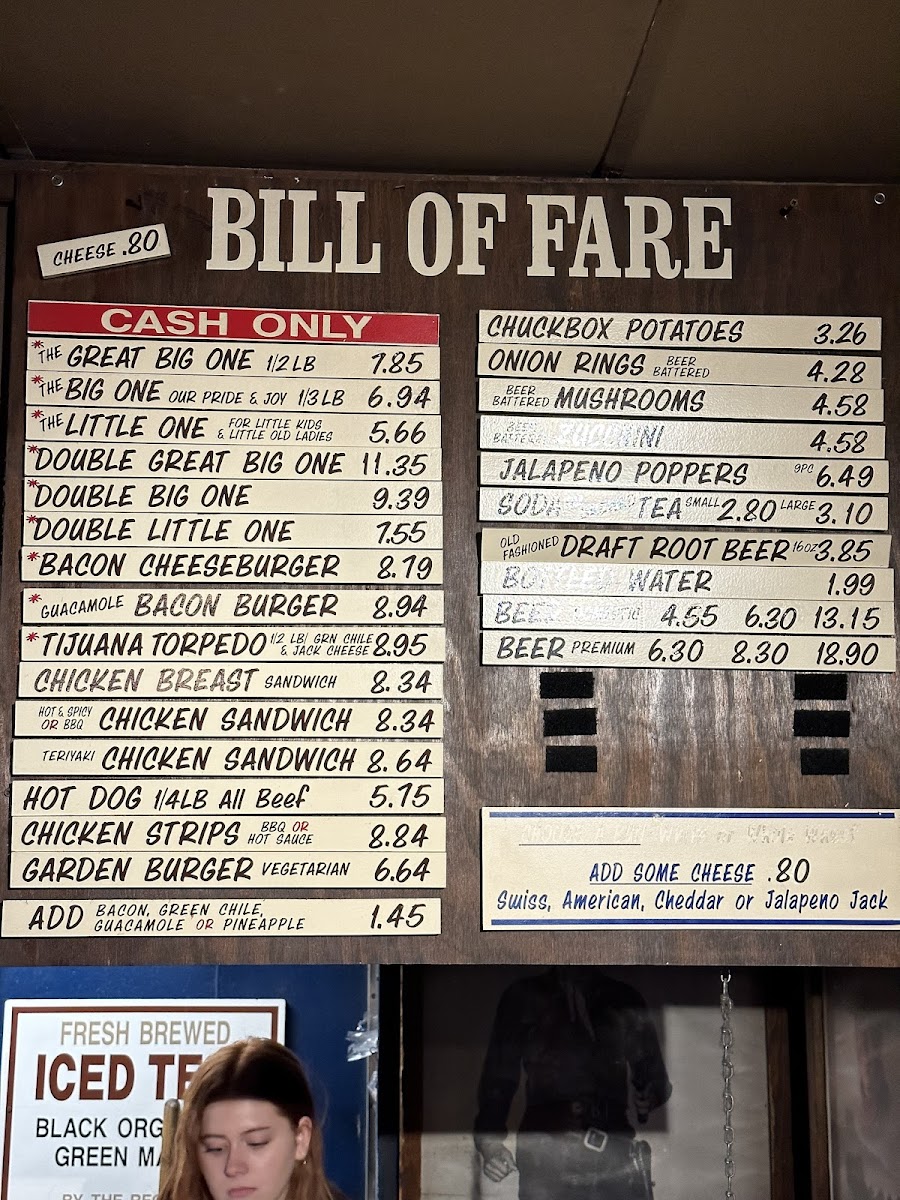 CHEESE .80
BILL OF FARE
CASH ONLY
*THE GREAT BIG ONE 1/2 LB 7.85
*THE BIG ONE OUR PRIDE & JOY 1/3 LB 6.94
*THE LITTLE ONE FOR LITTLE KIDS & LITTLE OLD LADIES 5.66
*DOUBLE GREAT BIG ONE 11.35
*DOUBLE BIG ONE 9.39
*DOUBLE LITTLE ONE 7.55
*BACON CHEESEBURGER 8.79
*GUACAMOLE BACON BURGER 8.94
*TIJUANA TORPEDO 1/2 LB/ GRN CHILE & JACK CHEESE 8.95
CHICKEN BREAST SANDWICH 8.34
HOT & SPICY OR BBQ CHICKEN SANDWICH 8.34
TERIYAKI CHICKEN SANDWICH 8.64
HOT DOG 1/4LB All Beef 5.75
CHICKEN STRIPS BBQ OR HOT SAUCE 8.84
GARDEN BURGER VEGETARIAN 6.64
ADD BACON, GREEN CHILE, GUACAMOLE OR PINEAPPLE 1.45
CHUCKBOX POTATOES 3.26
ONION RINGS BEER BATTERED 4.28
BEER BATTERED MUSHROOMS 4.58
BEER BATTERED 4.58
JALAPENO POPPERS 9PC 6.49
SODA TEA SMALL 2.80 LARGE 3.10
OLD FASHIONED DRAFT ROOT BEER 16oz 3.85
WATER 1.99
BEER 4.55 6.30 13.15
BEER PREMIUM 6.30 8.30 18.90
ADD SOME CHEESE .80
Swiss, American, Cheddar or Jalapeno Jack
FRESH BREWED
ICED TE
BLACK ORG
GREEN MA